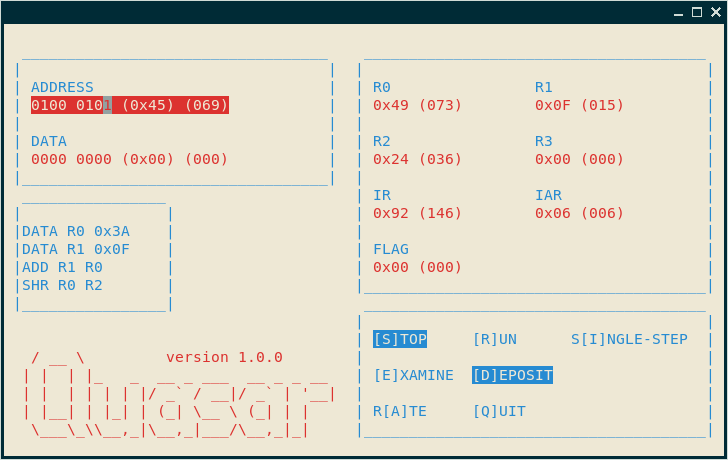 ADDRESS
0100 0101 (0x45) (069)
DATA
0000 0000 (0x00) (000)
DATA R0 0x3A
DATA R1 0x0F
ADD R1 R0
SHR R0 R2
version 1.0.0
R0 R1
0x49 (073) 0x0F (015)
R2 R3
0x24 (036) 0x00 (000)
IR IAR
0x92 (146) 0x06 (006)
FLAG
0x00 (000)
[S]TOP [R]UN S[I]NGLE-STEP
[E]XAMINE [D]EPOSIT
R[A]TE [Q]UIT